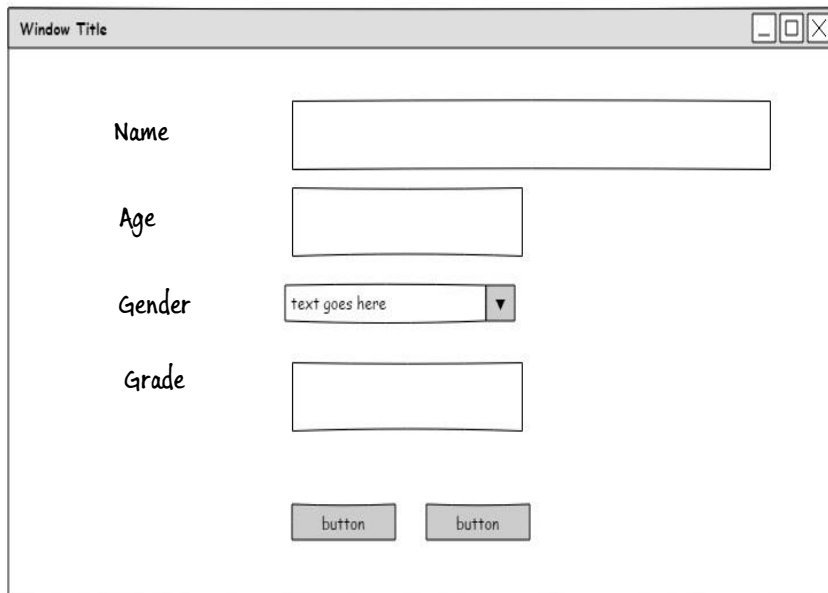 Window Title
Name
Age
Gender
text goes here
Grade
button
button